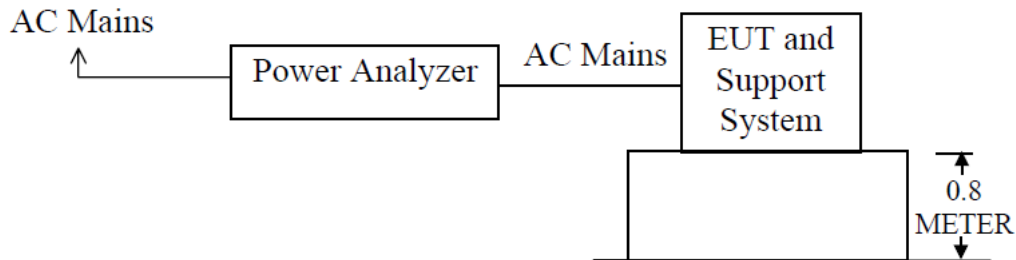 AC Mains
Power Analyzer
AC Mains
EUT and
Support
System
0.8
METER